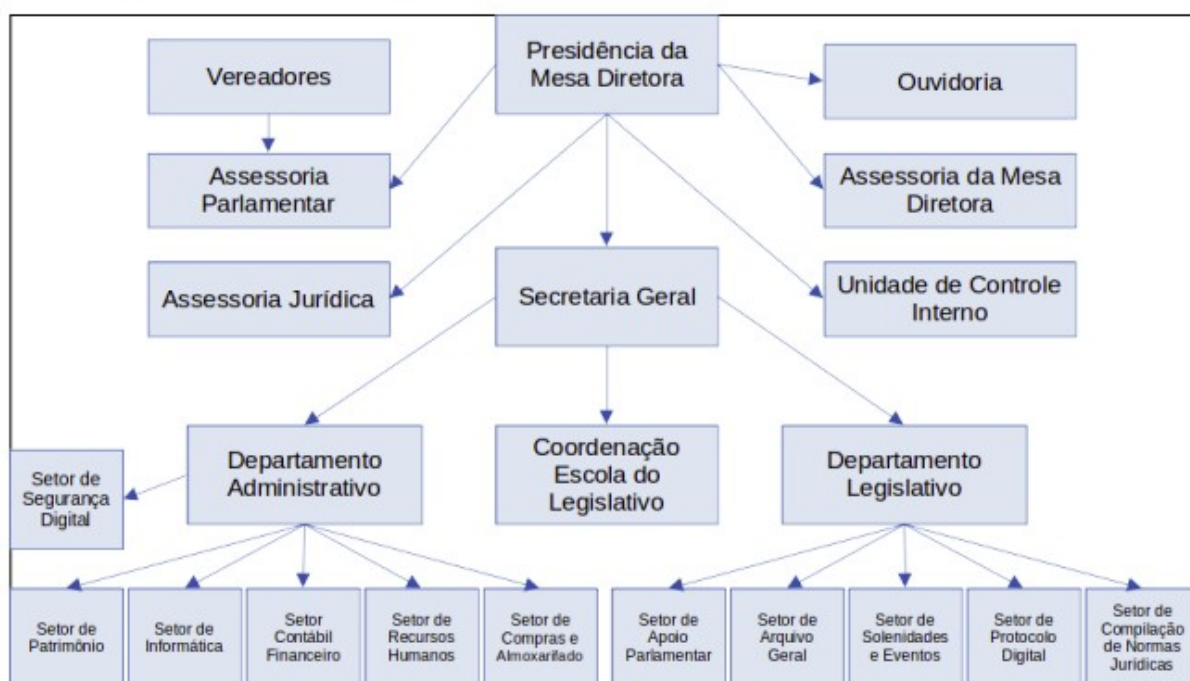 Presidência da
Mesa Diretora
Vereadores
Ouvidoria
Assessoria
Parlamentar
Assessoria da Mesa
Diretora
Assessoria Jurídica
Secretaria Geral
Unidade de Controle
Interno
Departamento
Administrativo
Coordenação
Escola do
Legislativo
Departamento
Legislativo
Setor de
Segurança
Digital
Setor de
Patrimônio
Setor de
Informática
Setor
Contábil
Financeiro
Setor de
Recursos
Humanos
Setor de
Compras e
Almoxarifado
Setor de
Apoio
Parlamentar
Setor de
Arquivo
Geral
Setor de
Solenidades
e Eventos
Setor de
Protocolo
Digital
Setor de
Compilação
de Normas
Jurídicas